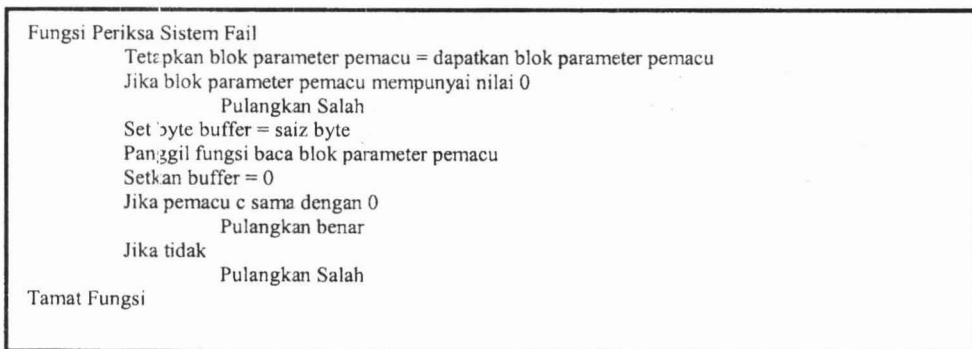 Fungsi Periksa Sistem Fail
Tetapkan blok parameter pemacu = dapatkan blok parameter pemacu
Jika blok parameter pemacu mempunyai nilai 0
Pulangkan Salah
Set byte buffer = saiz byte
Panggil fungsi baca blok parameter pemacu
Setkan buffer = 0
Jika pemacu c sama dengan 0
Pulangkan benar
Jika tidak
Pulangkan Salah
Tamat Fungsi